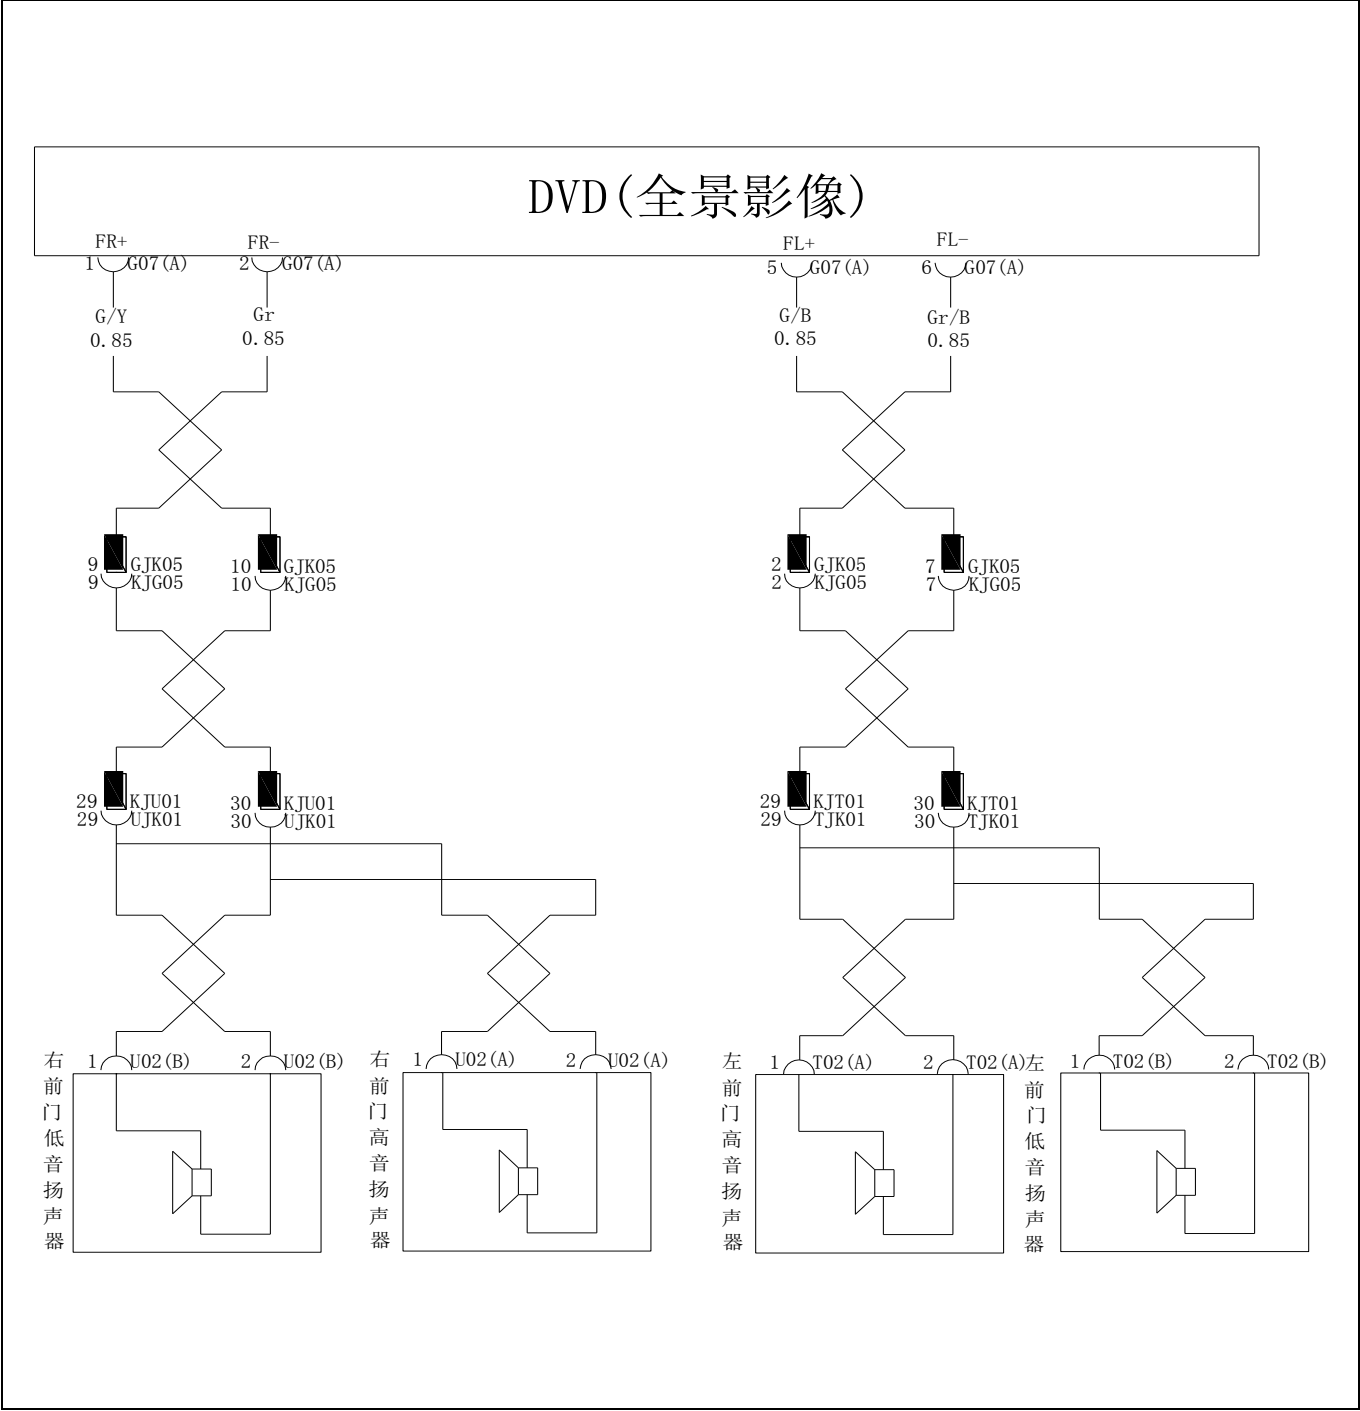 DVD(全景影像)
FR+
FR-
FL+
FL-
1 G07(A)
2 G07(A)
5 G07(A)
6 G07(A)
G/Y
0.85
Gr
0.85
G/B
0.85
Gr/B
0.85
9 GJK05
9 KJG05
10 GJK05
10 KJG05
2 GJK05
2 KJG05
7 GJK05
7 KJG05
29 KJU01
29 UJK01
30 KJU01
30 UJK01
29 KJT01
29 TJK01
30 KJT01
30 TJK01
右前门低音扬声器
1 U02(B)
2 U02(B)
右前门高音扬声器
1 U02(A)
2 U02(A)
左前门高音扬声器
1 T02(A)
2 T02(A)
左前门低音扬声器
1 T02(B)
2 T02(B)